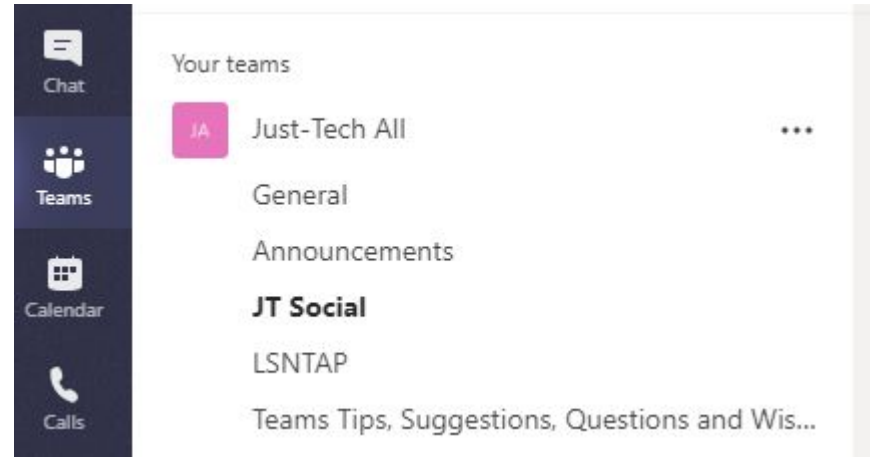 Chat
Teams
Calendar
Calls
Your teams
JA
Just-Tech All
General
Announcements
JT Social
LSNTAP
Teams Tips, Suggestions, Questions and Wis...